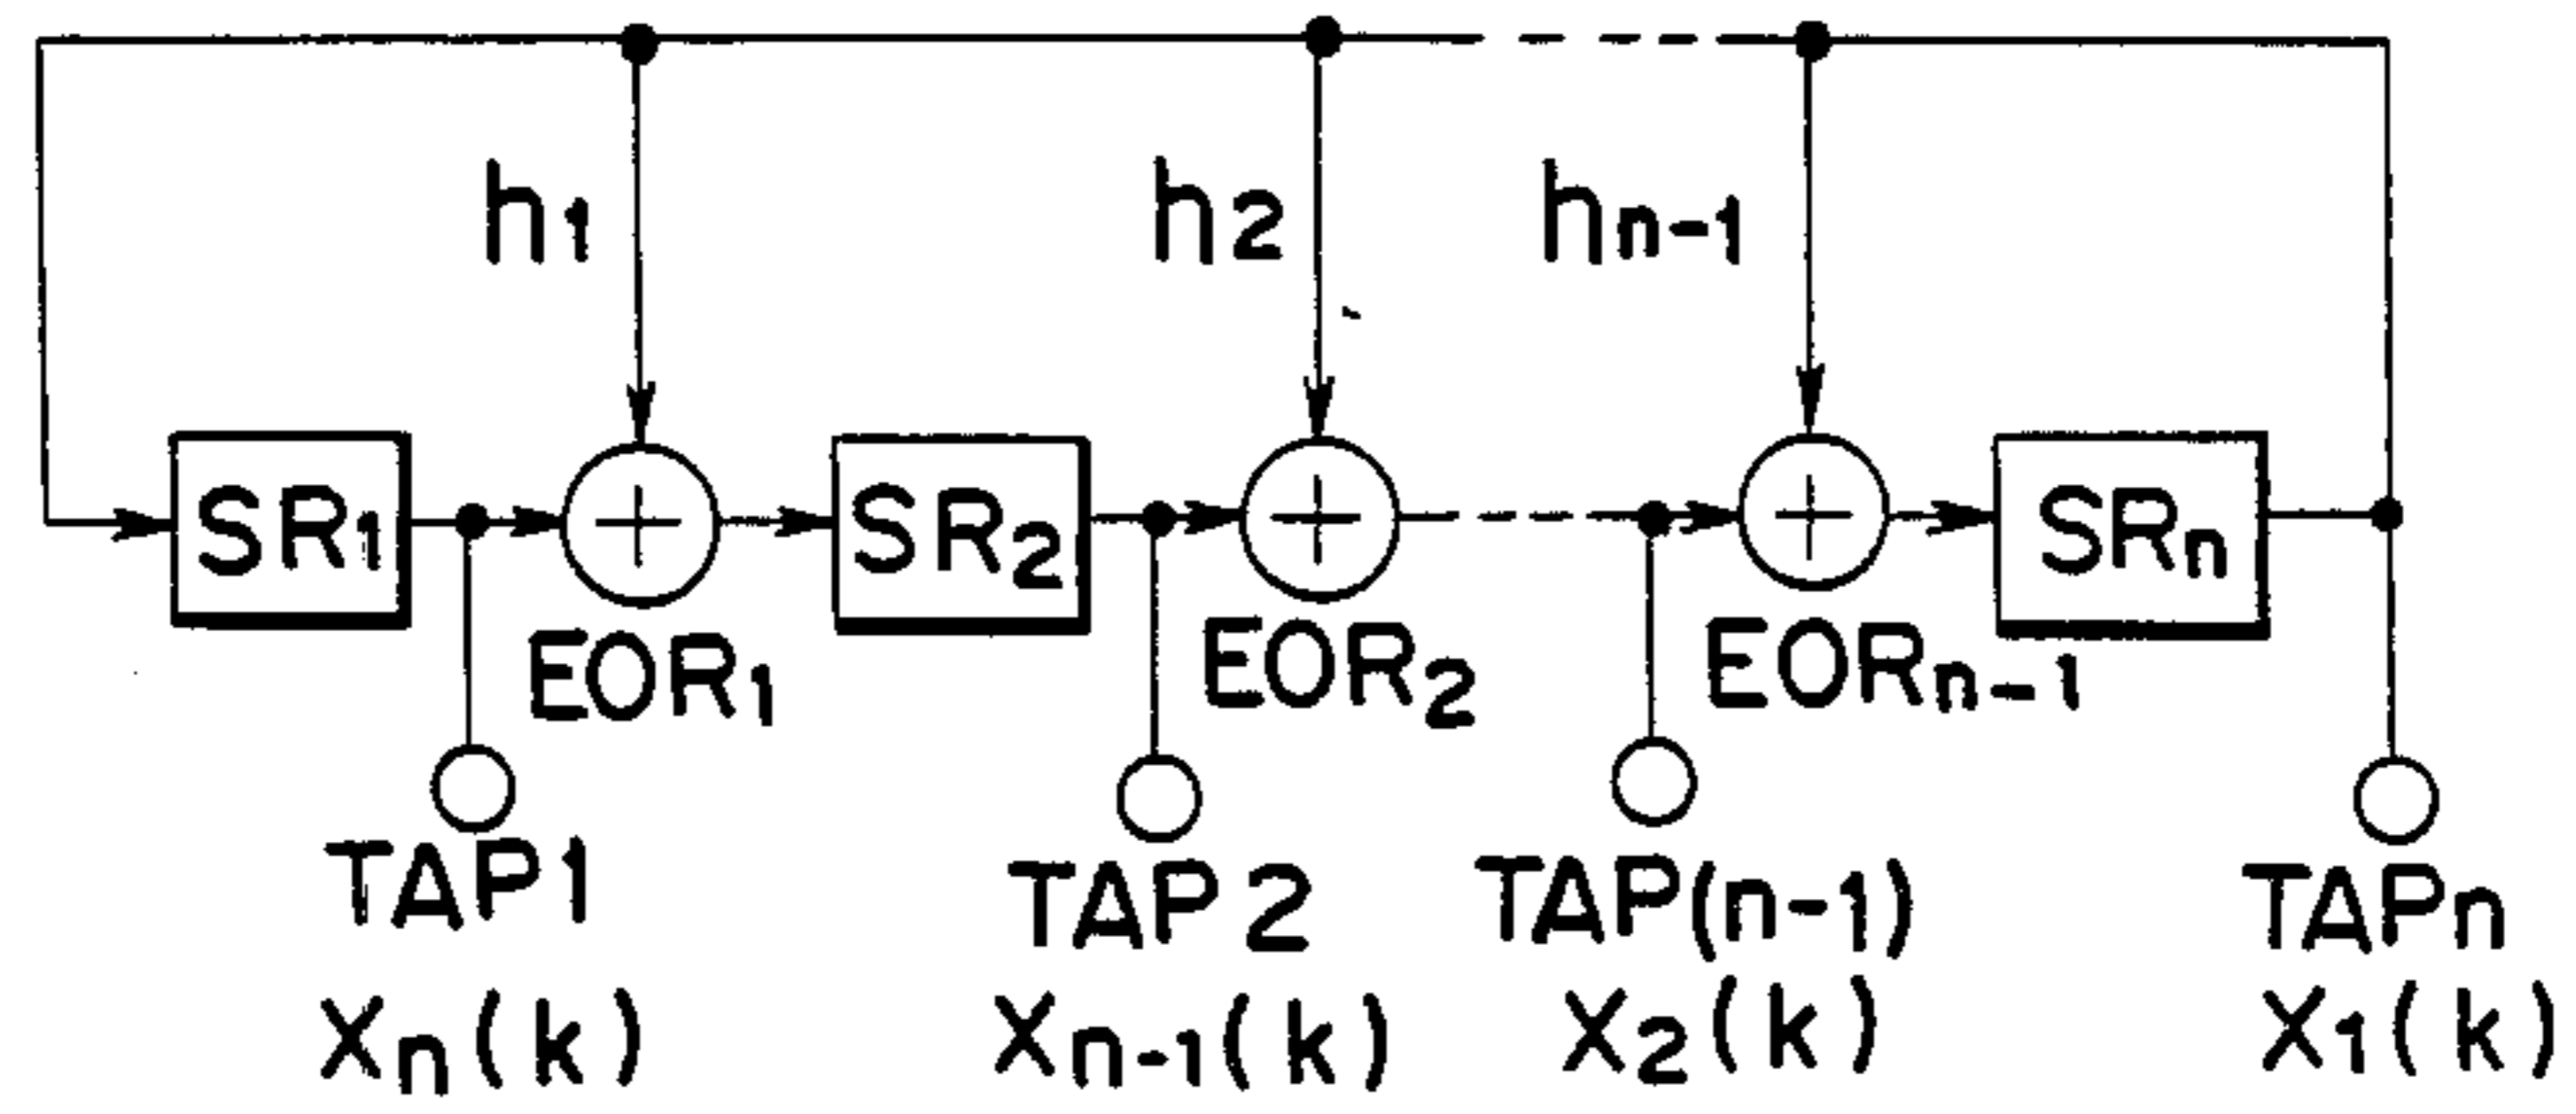 h1 h2 hn-1
SR1 SR2 SRn
EOR1 EOR2 EORn-1
TAP1 TAP2 TAP(n-1) TAPn
Xn(k) Xn-1(k) X2(k) X1(k)